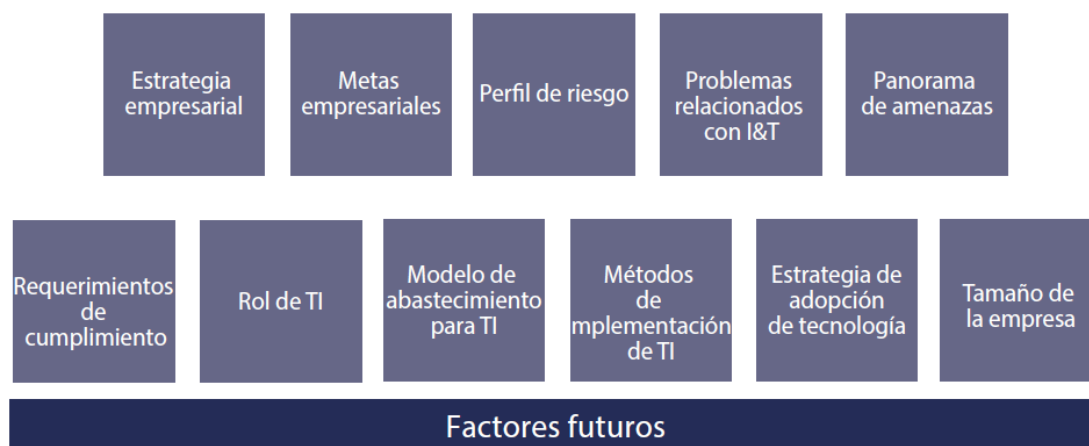 Estrategia
empresarial
Metas
empresariales
Perfil de riesgo
Problemas
relacionados
con I&T
Panorama
de amenazas
Requerimientos
de
cumplimiento
Rol de TI
Modelo de
abastecimiento
para TI
Métodos
de
mplementación
de TI
Estrategia de
adopción
de tecnología
Tamaño de
la empresa
Factores futuros